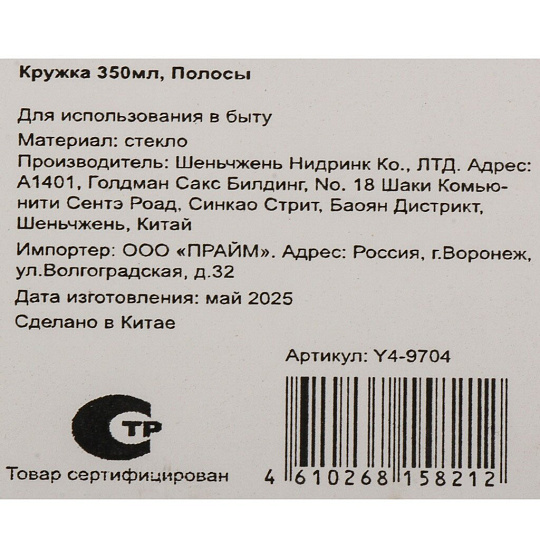 Кружка 350мл, Полосы
Для использования в быту
Материал: стекло
Производитель: Шеньчжень Нидринк Ко., ЛТД. Адрес:
А1401, Голдман Сакс Билдинг, No. 18 Шаки Комью-
нити Сентэ Роад, Синкао Стрит, Баоян Дистрикт,
Шеньчжень, Китай
Импортер: ООО «ПРАЙМ». Адрес: Россия, г.Воронеж,
ул.Волгоградская, д.32
Дата изготовления: май 2025
Сделано в Китае
Артикул: Y4-9704
СТР
Товар сертифицирован
4 610268 158212